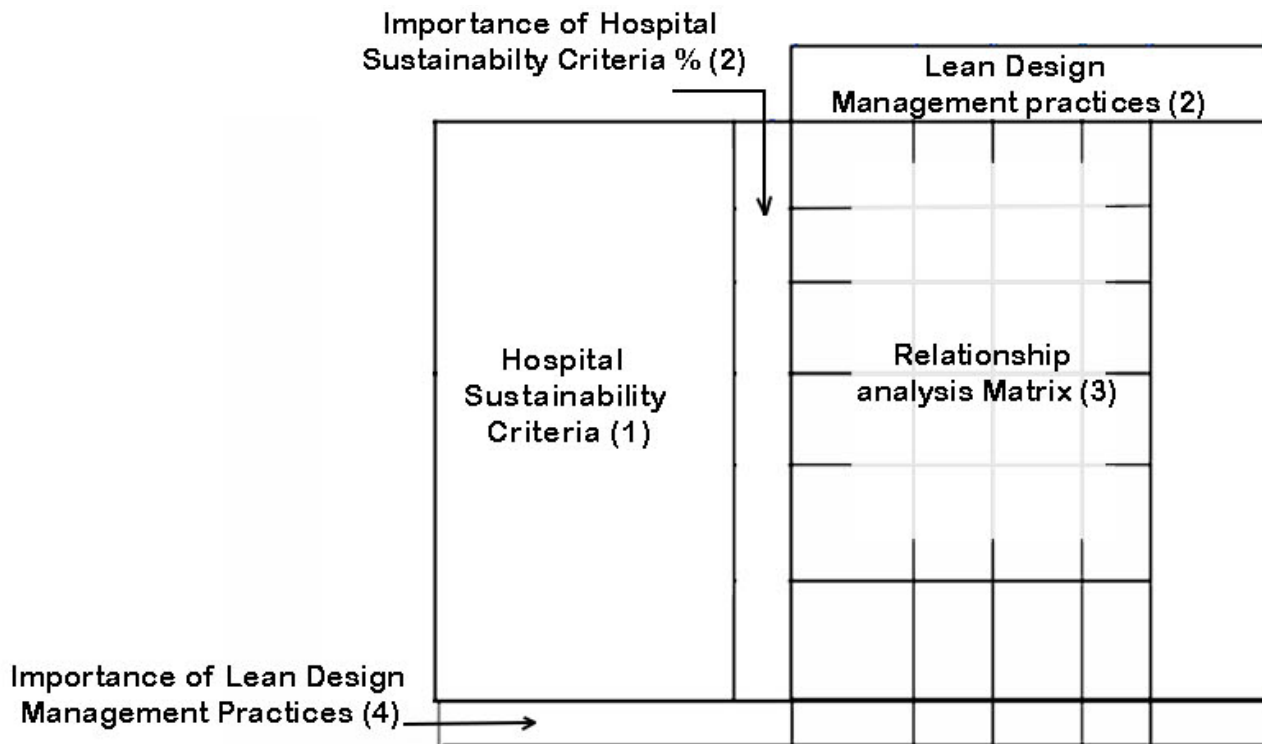 Importance of Hospital
Sustainabilty Criteria % (2)
Lean Design
Management practices (2)
Hospital
Sustainability
Criteria (1)
Relationship
analysis Matrix (3)
Importance of Lean Design
Management Practices (4)